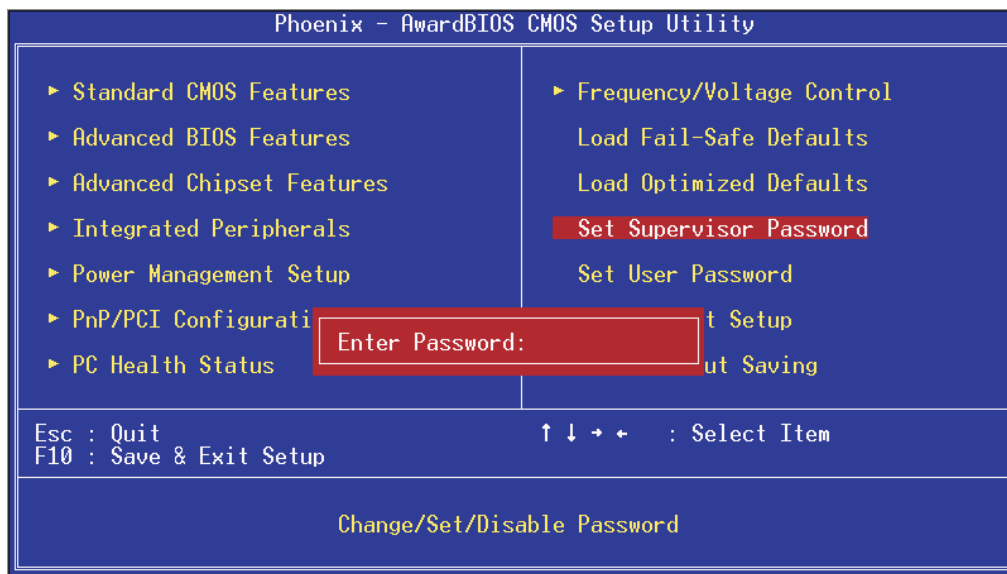 Phoenix - AwardBIOS CMOS Setup Utility
▶ Standard CMOS Features
▶ Advanced BIOS Features
▶ Advanced Chipset Features
▶ Integrated Peripherals
▶ Power Management Setup
▶ PnP/PCI Configurati
▶ PC Health Status
▶ Frequency/Voltage Control
Load Fail-Safe Defaults
Load Optimized Defaults
Set Supervisor Password
Set User Password
t Setup
ut Saving
Enter Password:
Esc : Quit
F10 : Save & Exit Setup
↑ ↓ → ← : Select Item
Change/Set/Disable Password